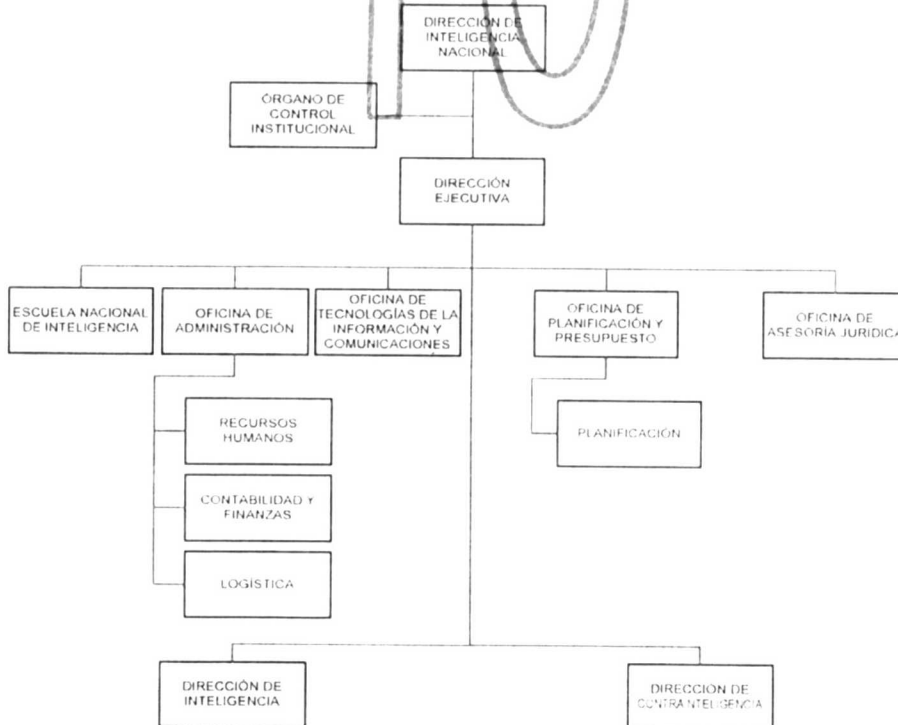 DIRECCIÓN DE
INTELIGENCIA
NACIONAL
ÓRGANO DE
CONTROL
INSTITUCIONAL
DIRECCIÓN
EJECUTIVA
ESCUELA NACIONAL
DE INTELIGENCIA
OFICINA DE
ADMINISTRACIÓN
OFICINA DE
TECNOLOGÍAS DE LA
INFORMACIÓN Y
COMUNICACIONES
OFICINA DE
PLANIFICACIÓN Y
PRESUPUESTO
OFICINA DE
ASESORÍA JURIDICA
RECURSOS
HUMANOS
PLANIFICACIÓN
CONTABILIDAD Y
FINANZAS
LOGÍSTICA
DIRECCIÓN DE
INTELIGENCIA
DIRECCION DE
CONTRAINTELIGENCIA